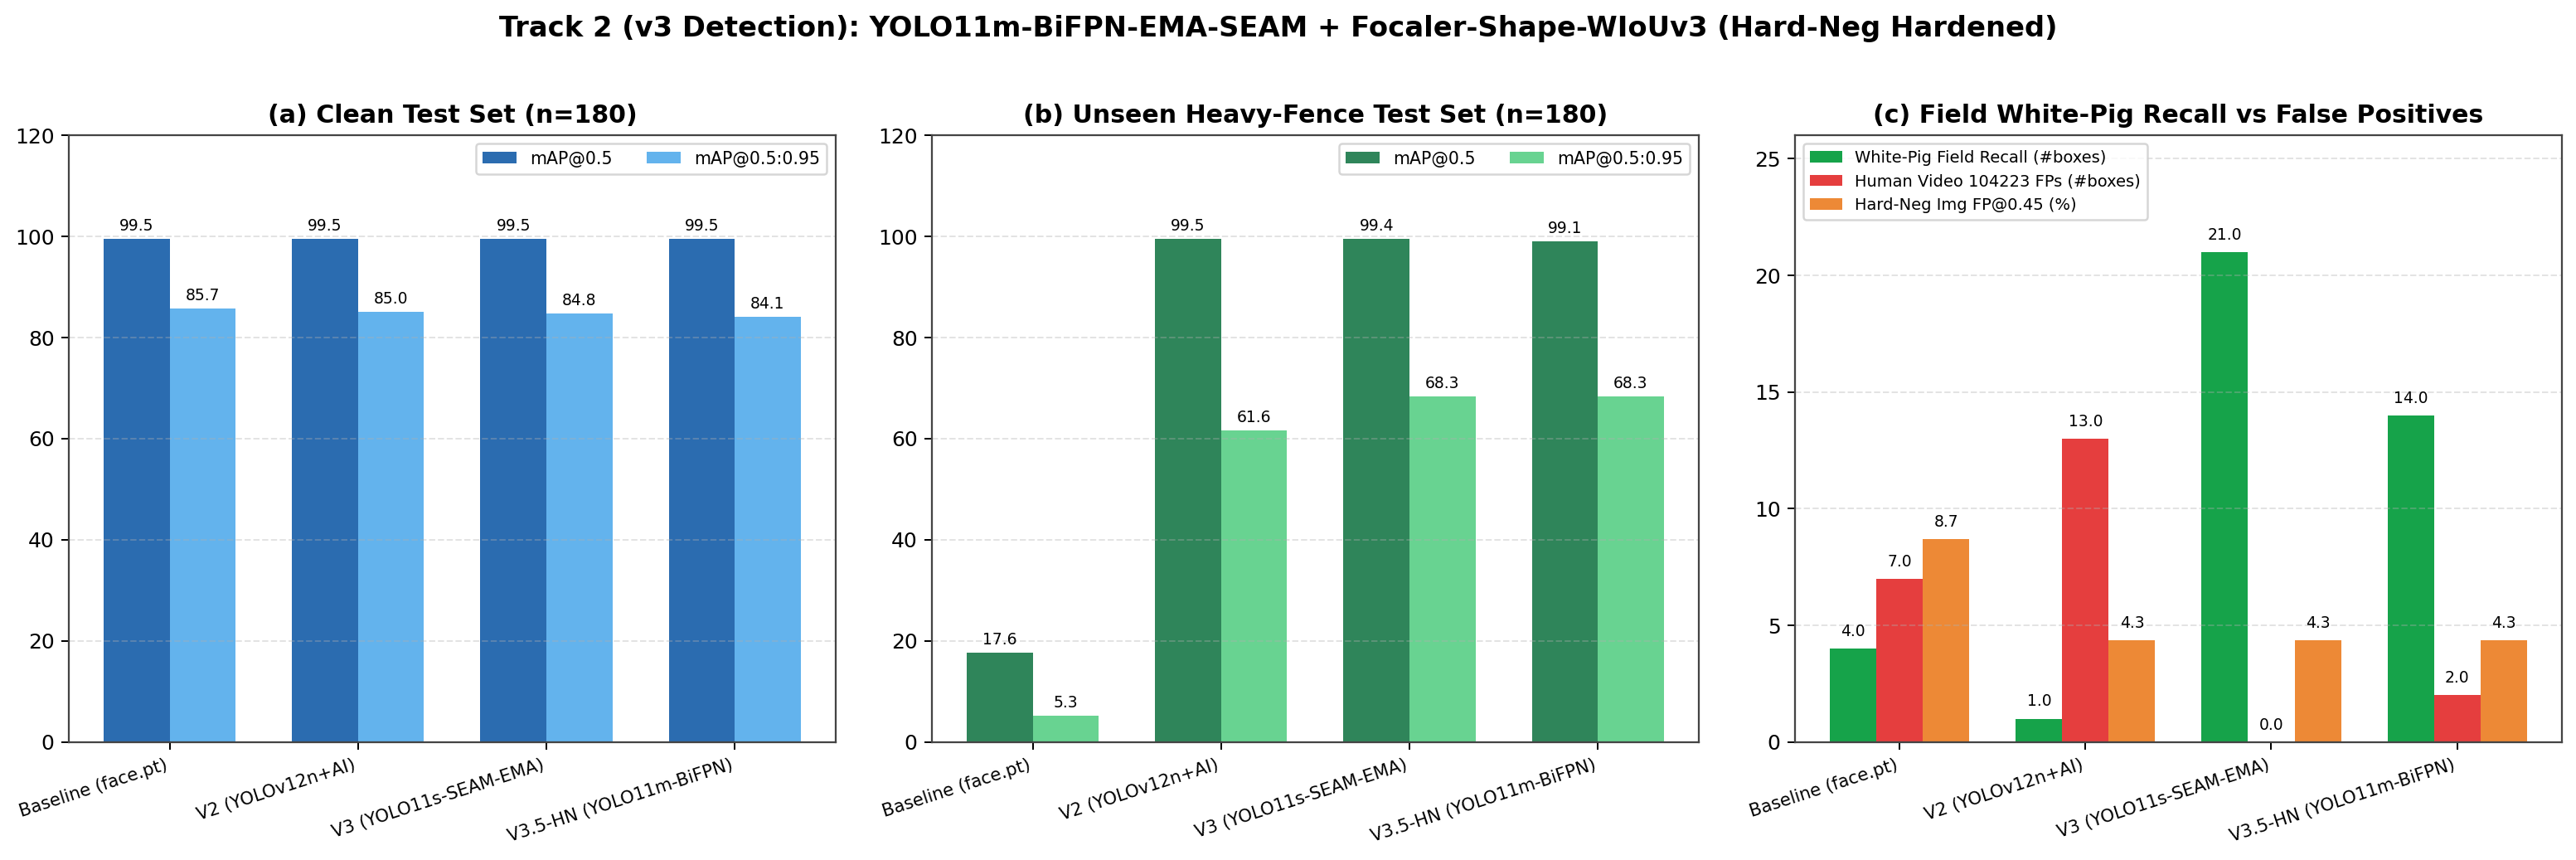 Track 2 (v3 Detection): YOLO11m-BiFPN-EMA-SEAM + Focaler-Shape-WIoUv3 (Hard-Neg Hardened)
(a) Clean Test Set (n=180)
120
100
80
60
40
20
0
mAP@0.5
mAP@0.5:0.95
99.5
85.7
99.5
85.0
99.5
84.8
99.5
84.1
Baseline (face.pt)
V2 (YOLOv12n+AI)
V3 (YOLO11s-SEAM-EMA)
V3.5-HN (YOLO11m-BiFPN)
(b) Unseen Heavy-Fence Test Set (n=180)
120
100
80
60
40
20
0
mAP@0.5
mAP@0.5:0.95
17.6
5.3
99.5
61.6
99.4
68.3
99.1
68.3
Baseline (face.pt)
V2 (YOLOv12n+AI)
V3 (YOLO11s-SEAM-EMA)
V3.5-HN (YOLO11m-BiFPN)
(c) Field White-Pig Recall vs False Positives
25
20
15
10
5
0
White-Pig Field Recall (#boxes)
Human Video 104223 FPs (#boxes)
Hard-Neg Img FP@0.45 (%)
4.0
7.0
8.7
1.0
13.0
4.3
21.0
0.0
4.3
14.0
2.0
4.3
Baseline (face.pt)
V2 (YOLOv12n+AI)
V3 (YOLO11s-SEAM-EMA)
V3.5-HN (YOLO11m-BiFPN)